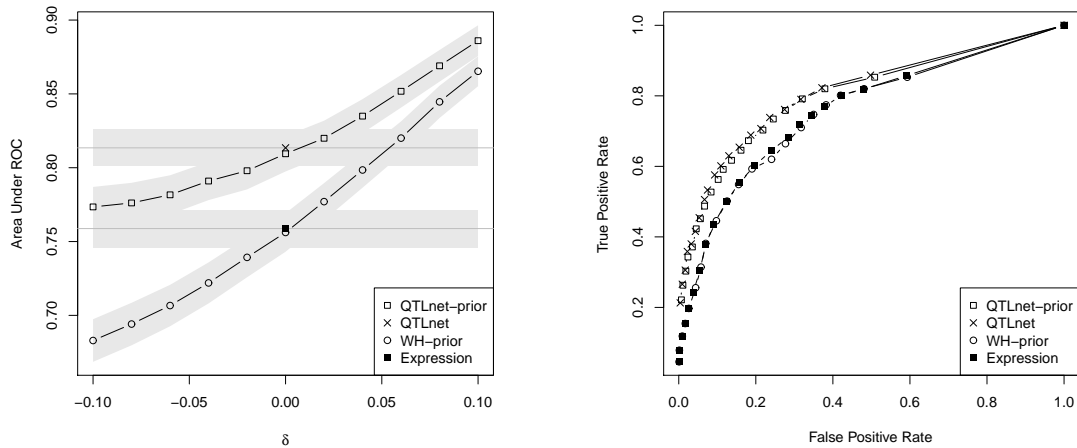 Area Under ROC
0.90
0.85
0.80
0.75
0.70
−0.10
−0.05
0.00
0.05
0.10
δ
QTLnet−prior
QTLnet
WH−prior
Expression
True Positive Rate
1.0
0.8
0.6
0.4
0.2
0.0
0.2
0.4
0.6
0.8
1.0
False Positive Rate
QTLnet−prior
QTLnet
WH−prior
Expression